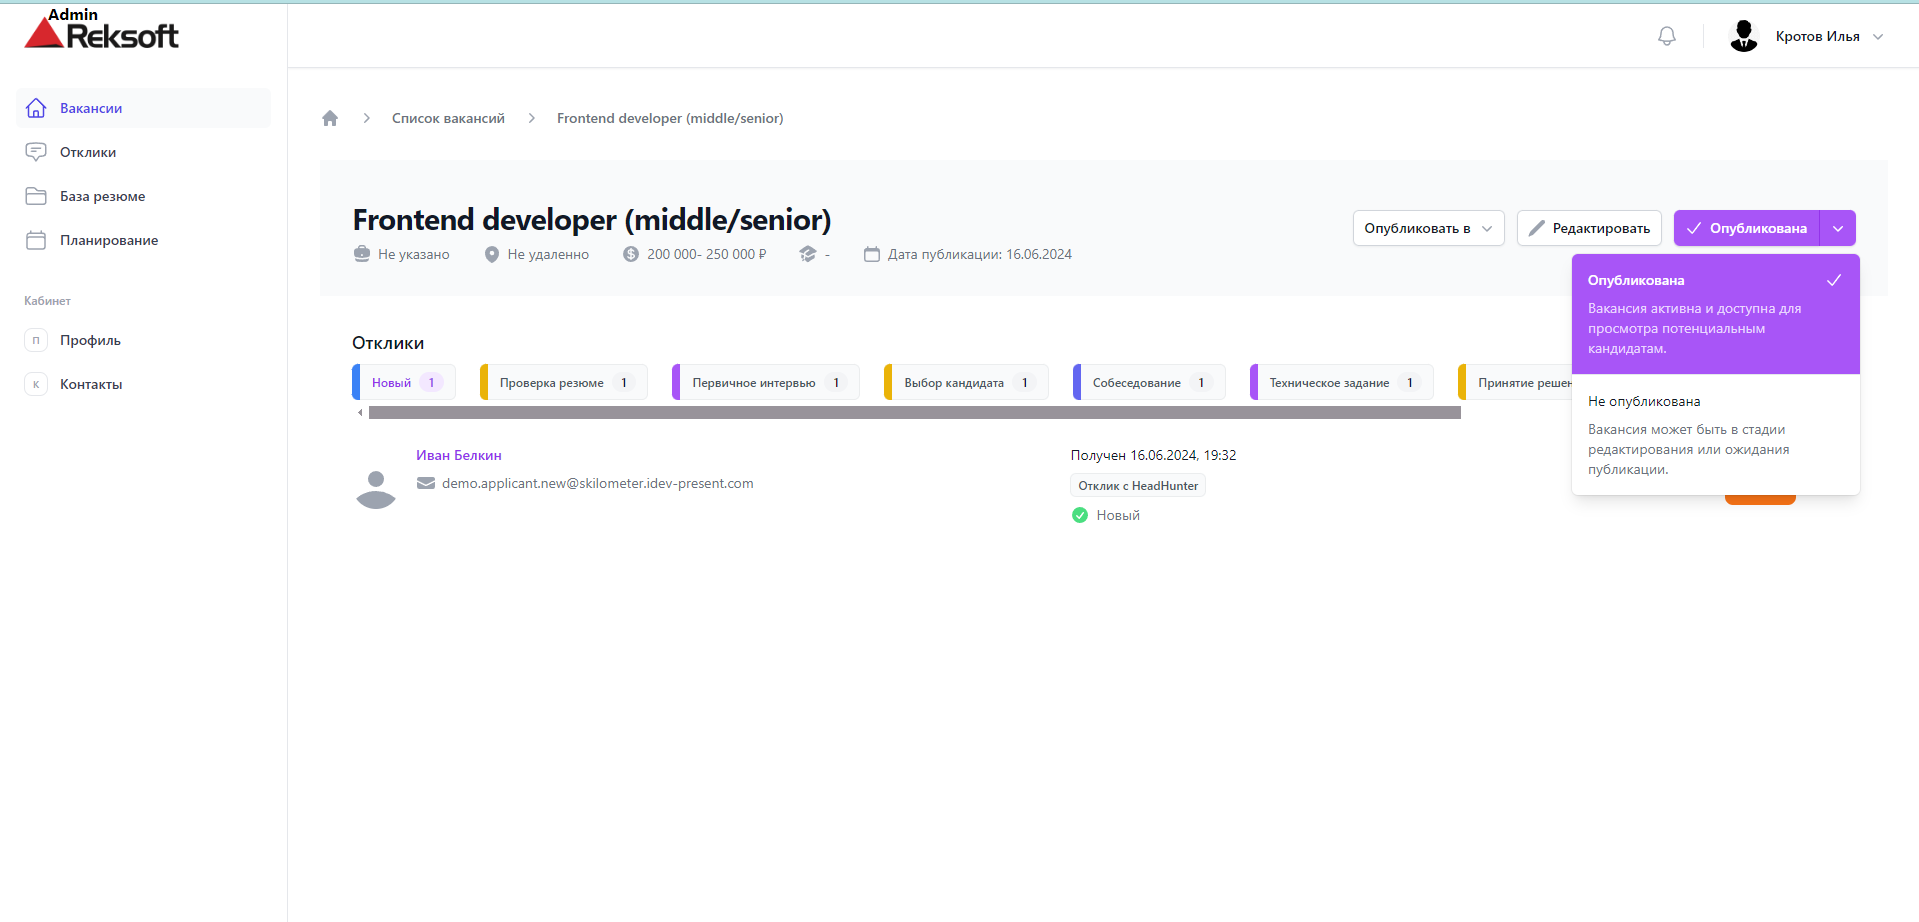 Admin
Reksoft
Кротов Илья
Вакансии
Отклики
База резюме
Планирование
Кабинет
П Профиль
К Контакты
Список вакансий
Frontend developer (middle/senior)
Frontend developer (middle/senior)
Не указано
Не удаленно
200 000- 250 000 ₽
-
Дата публикации: 16.06.2024
Опубликовать в
Редактировать
Опубликована
Опубликована
Вакансия активна и доступна для
просмотра потенциальным
кандидатам.
Не опубликована
Вакансия может быть в стадии
редактирования или ожидания
публикации.
Отклики
Новый 1
Проверка резюме 1
Первичное интервью 1
Выбор кандидата 1
Собеседование 1
Техническое задание 1
Принятие решен
Иван Белкин
demo.applicant.new@skilometer.idev-present.com
Получен 16.06.2024, 19:32
Отклик с HeadHunter
Новый